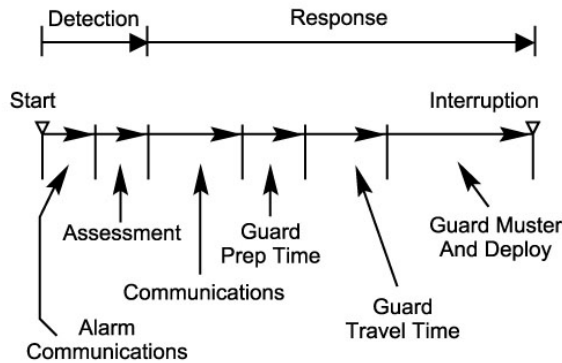 Detection
Response
Start
Interruption
Assessment
Guard
Prep Time
Guard Muster
And Deploy
Communications
Guard
Travel Time
Alarm
Communications